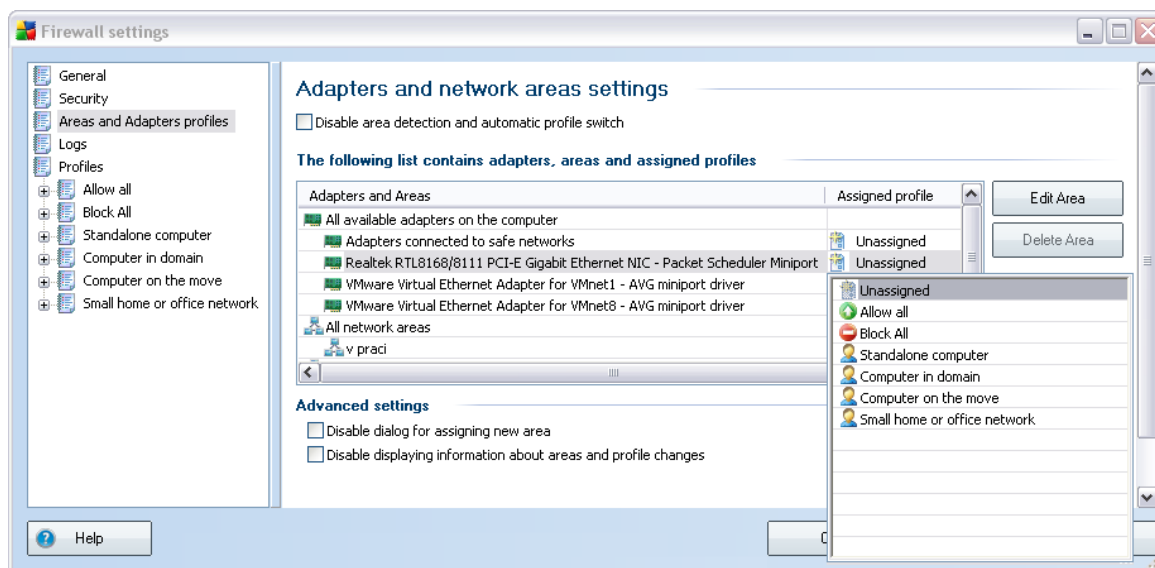 Firewall settings
General
Security
Areas and Adapters profiles
Logs
Profiles
Allow all
Block All
Standalone computer
Computer in domain
Computer on the move
Small home or office network
Adapters and network areas settings
Disable area detection and automatic profile switch
The following list contains adapters, areas and assigned profiles
Adapters and Areas Assigned profile
All available adapters on the computer
Adapters connected to safe networks Unassigned
Realtek RTL8168/8111 PCI-E Gigabit Ethernet NIC - Packet Scheduler Miniport Unassigned
VMware Virtual Ethernet Adapter for VMnet1 - AVG miniport driver
VMware Virtual Ethernet Adapter for VMnet8 - AVG miniport driver
All network areas
v praci
Edit Area
Delete Area
Unassigned
Allow all
Block All
Standalone computer
Computer in domain
Computer on the move
Small home or office network
Advanced settings
Disable dialog for assigning new area
Disable displaying information about areas and profile changes
Help